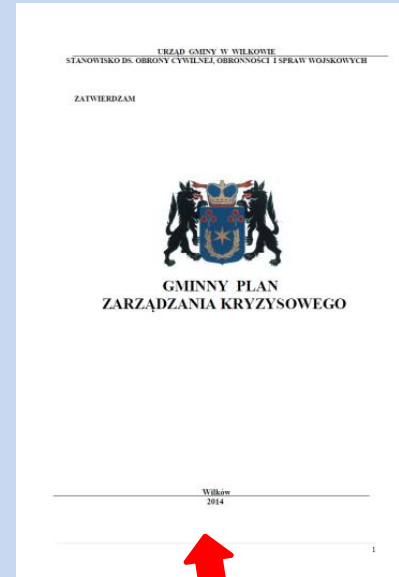 URZĄD GMINY W WILKOWIE
STANOWISKO DS. OBRONY CYWILNEJ, OBRONNOŚCI I SPRAW WOJSKOWYCH
ZATWIERDZAM
GMINNY PLAN
ZARZĄDZANIA KRYZYSOWEGO
Wilków
2014
1